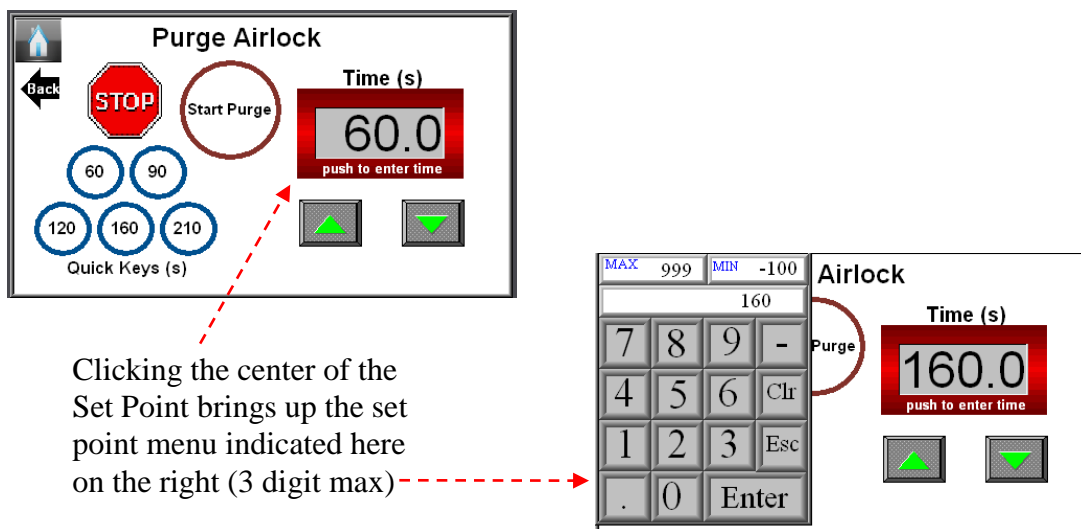 Purge Airlock
Back
STOP
Start Purge
Time (s)
60.0
push to enter time
60
90
120
160
210
Quick Keys (s)
Clicking the center of the
Set Point brings up the set
point menu indicated here
on the right (3 digit max)
MAX 999 MIN -100
160
7 8 9 -
4 5 6 Clr
1 2 3 Esc
. 0 Enter
Airlock
Purge
Time (s)
160.0
push to enter time